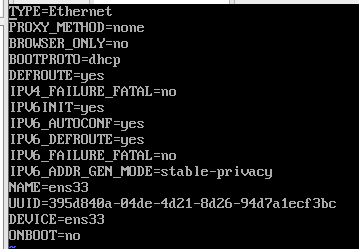 TYPE=Ethernet
PROXY_METHOD=none
BROWSER_ONLY=no
BOOTPROTO=dhcp
DEFROUTE=yes
IPV4_FAILURE_FATAL=no
IPV6INIT=yes
IPV6_AUTOCONF=yes
IPV6_DEFROUTE=yes
IPV6_FAILURE_FATAL=no
IPV6_ADDR_GEN_MODE=stable-privacy
NAME=ens33
UUID=395d840a-04de-4d21-8d26-94d7a1ecf3bc
DEVICE=ens33
ONBOOT=no
~